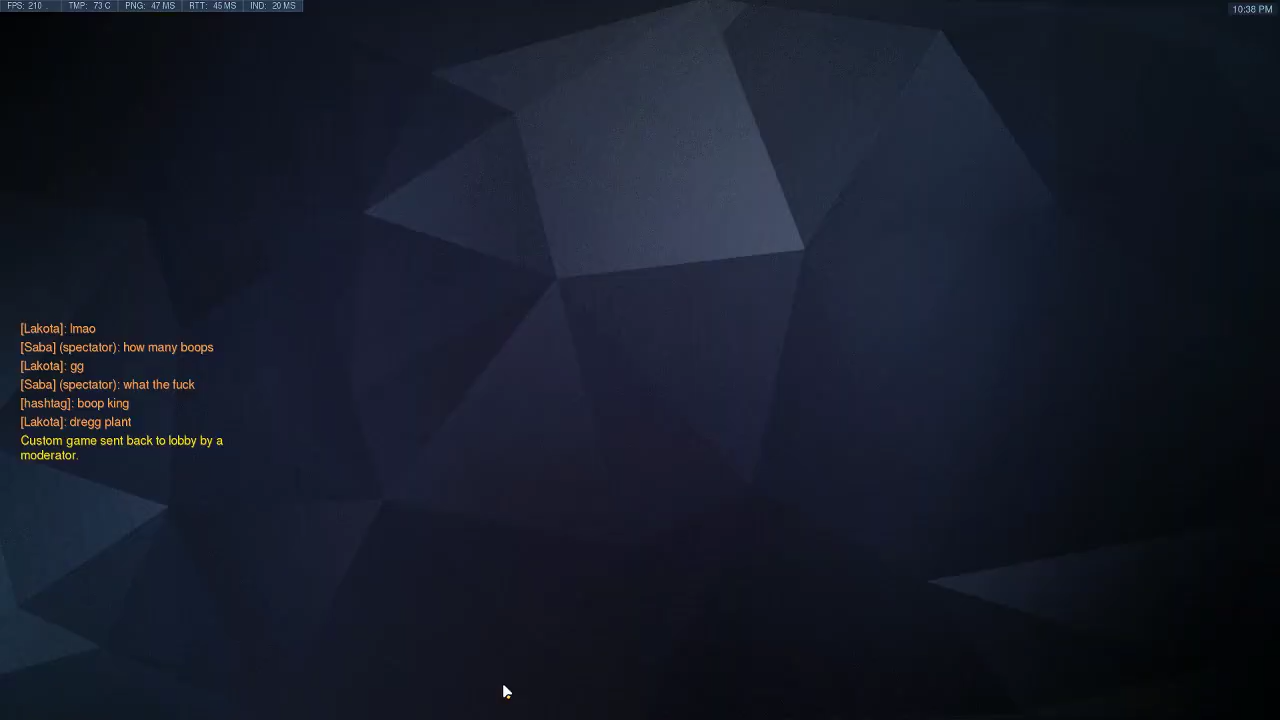 FPS: 210 . TMP: 73 C PNG: 47 MS RTT: 45 MS IND: 20 MS
10:38 PM
[Lakota]: lmao
[Saba] (spectator): how many boops
[Lakota]: gg
[Saba] (spectator): what the fuck
[hashtag]: boop king
[Lakota]: dregg plant
Custom game sent back to lobby by a
moderator.